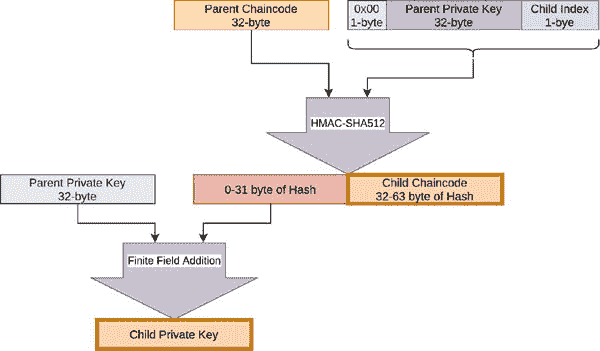 Parent Chaincode
32-byte
0x00
1-byte
Parent Private Key
32-byte
Child Index
1-bye
HMAC-SHA512
Parent Private Key
32-byte
0-31 byte of Hash
Child Chaincode
32-63 byte of Hash
Finite Field Addition
Child Private Key